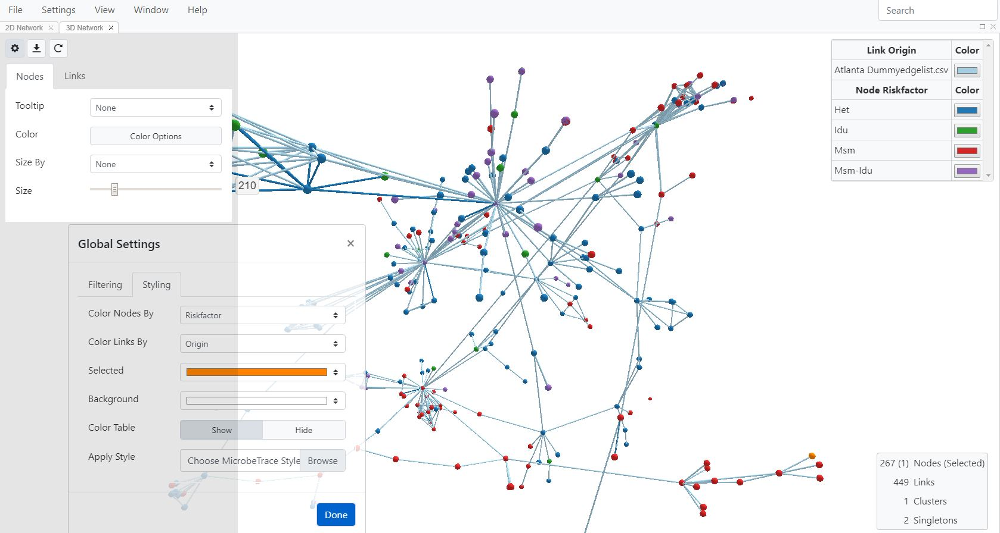 File Settings View Window Help
Search
2D Network × 3D Network ×
Nodes Links
Tooltip None
Color Color Options
Size By None
Size 210
Global Settings ×
Filtering Styling
Color Nodes By Riskfactor
Color Links By Origin
Selected
Background
Color Table Show Hide
Apply Style Choose MicrobeTrace Style Browse
Done
Link Origin Color
Atlanta Dummyedgelist.csv
Node Riskfactor Color
Het
Idu
Msm
Msm-Idu
267 (1) Nodes (Selected)
449 Links
1 Clusters
2 Singletons